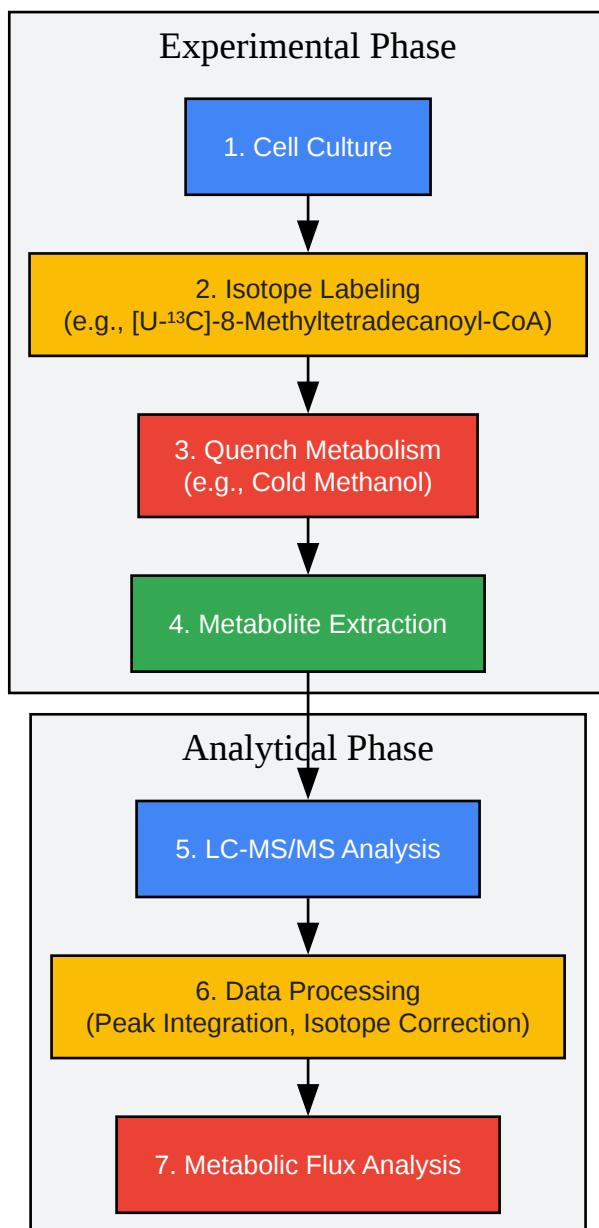 Experimental Phase
1. Cell Culture
2. Isotope Labeling
(e.g., [U-¹³C]-8-Methyltetradecanoyl-CoA)
3. Quench Metabolism
(e.g., Cold Methanol)
4. Metabolite Extraction
Analytical Phase
5. LC-MS/MS Analysis
6. Data Processing
(Peak Integration, Isotope Correction)
7. Metabolic Flux Analysis